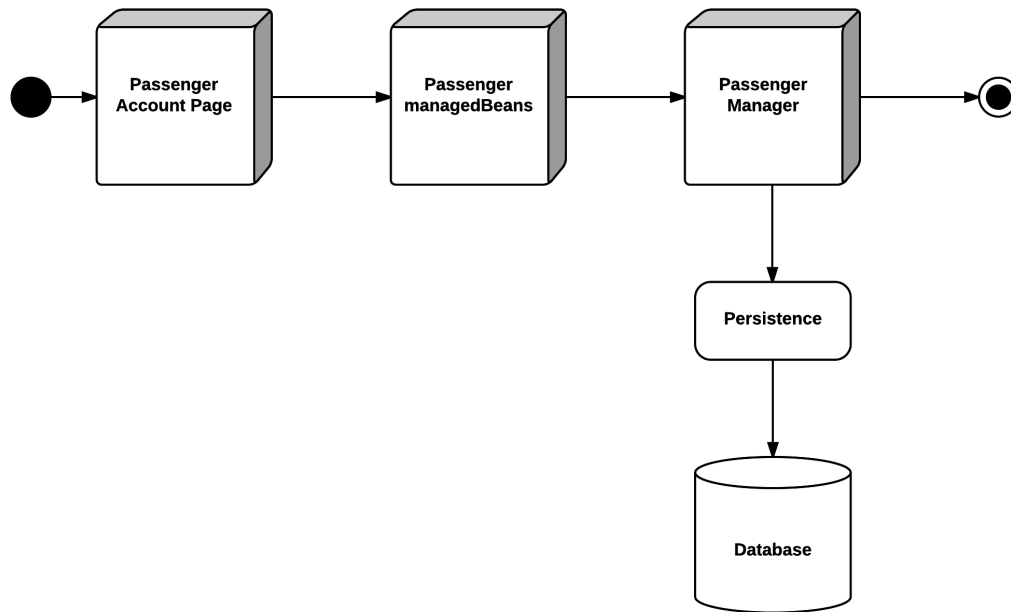 Passenger
Account Page
Passenger
managedBeans
Passenger
Manager
Persistence
Database